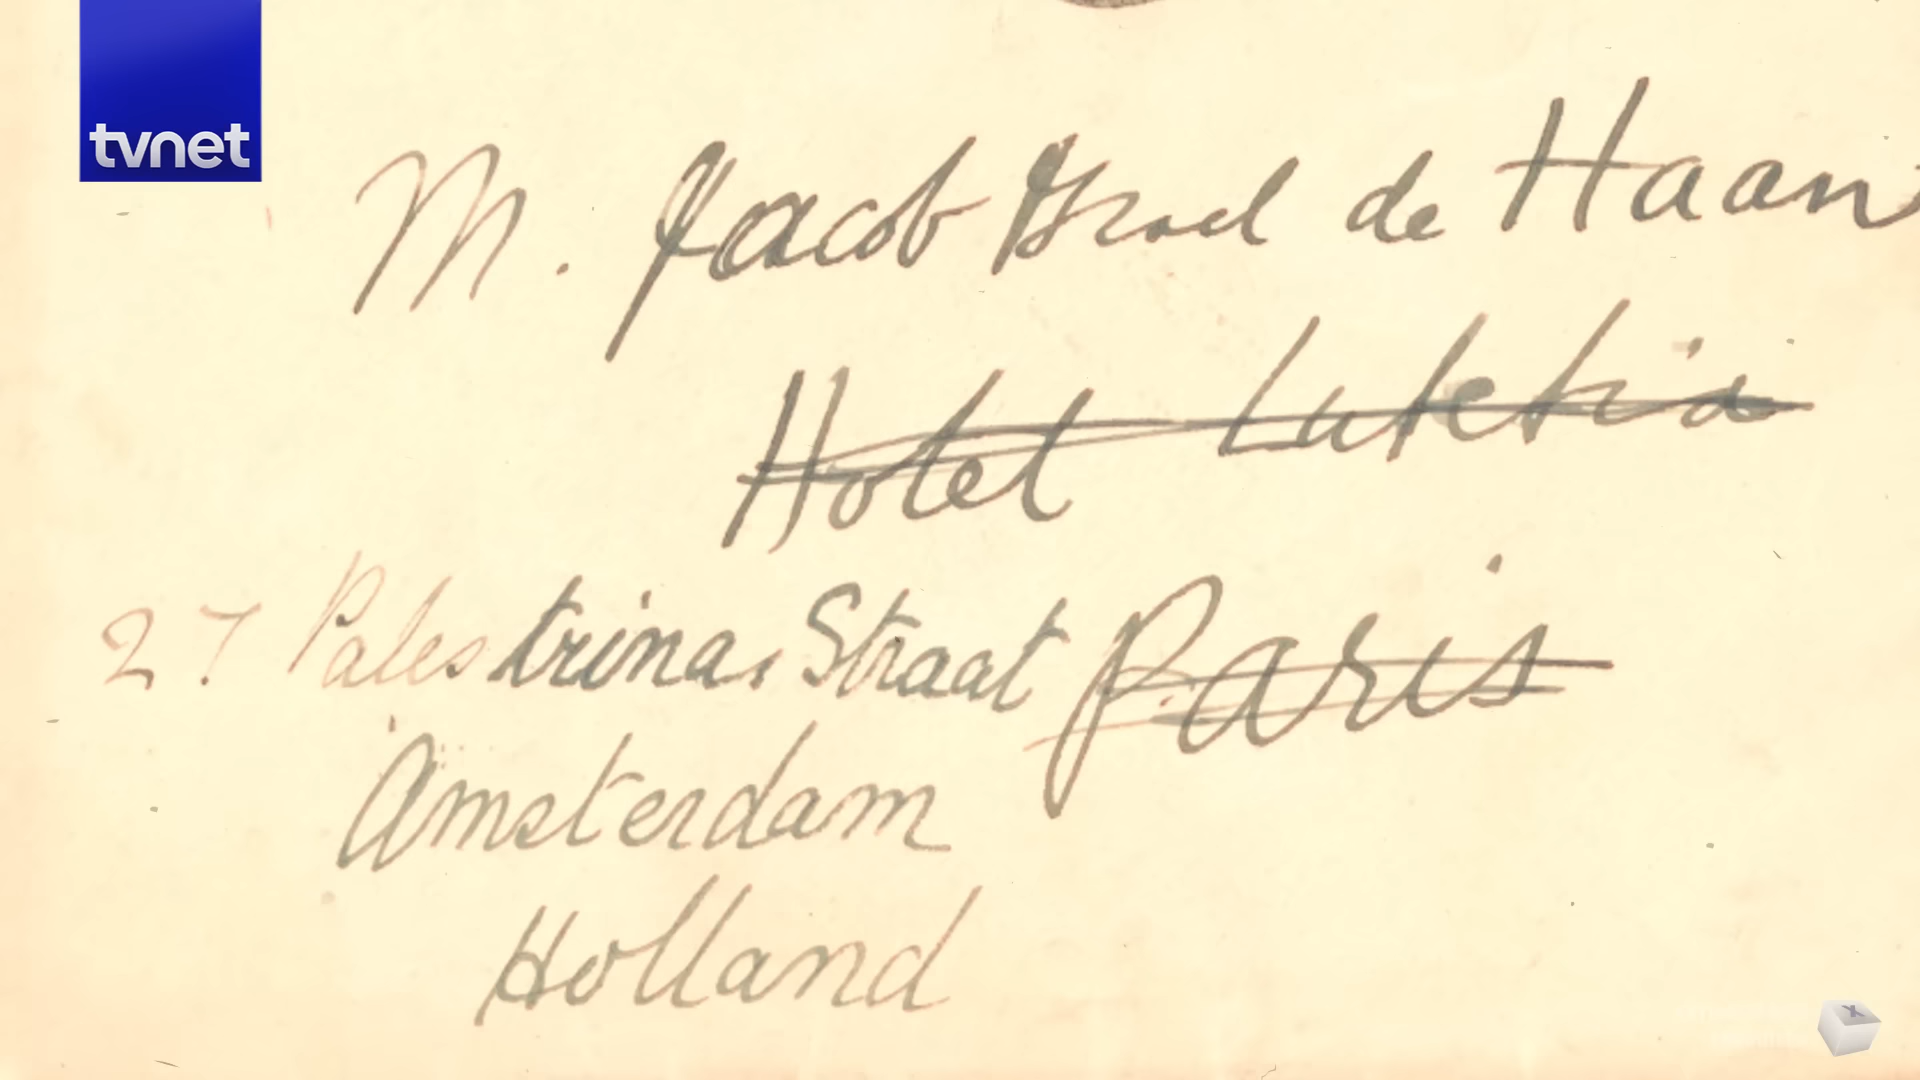 tvnet
M. Jacob Israel de Haan
Hotel Lutetia
27 Palestrina Straat Paris
Amsterdam
Holland